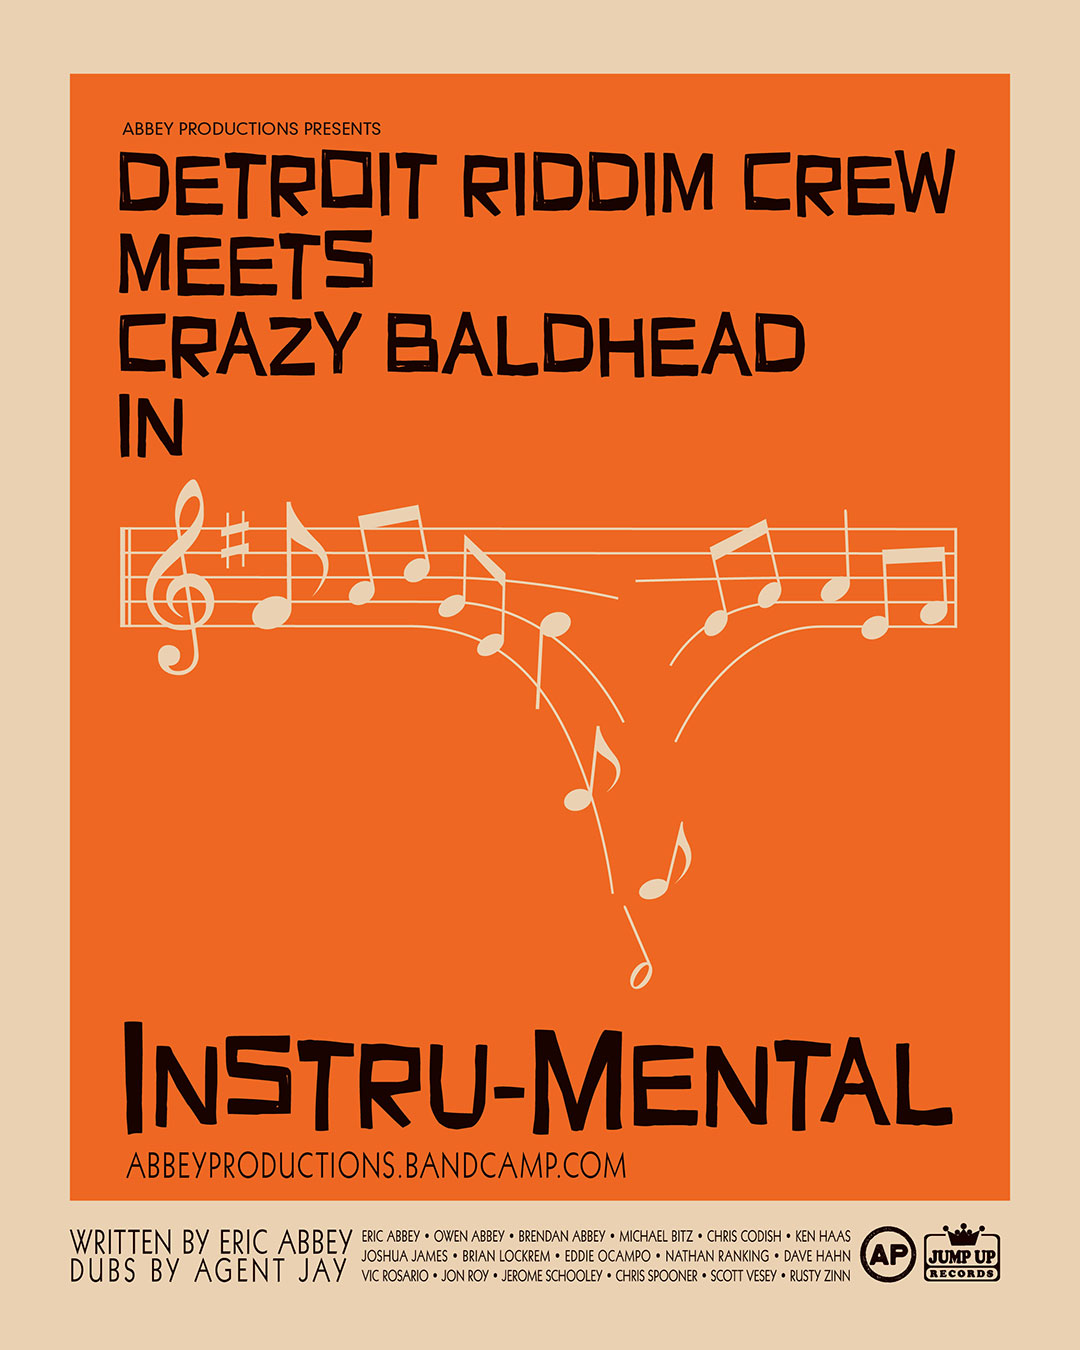 ABBEY PRODUCTIONS PRESENTS
DETROIT RIDDIM CREW
MEETS
CRAZY BALDHEAD
IN
INSTRU-MENTAL
ABBEYPRODUCTIONS.BANDCAMP.COM
WRITTEN BY ERIC ABBEY
DUBS BY AGENT JAY
ERIC ABBEY • OWEN ABBEY • BRENDAN ABBEY • MICHAEL BITZ • CHRIS CODISH • KEN HAAS
JOSHUA JAMES • BRIAN LOCKREM • EDDIE OCAMPO • NATHAN RANKING • DAVE HAHN
VIC ROSARIO • JON ROY • JEROME SCHOOLEY • CHRIS SPOONER • SCOTT VESEY • RUSTY ZINN
AP
JUMP UP
RECORDS